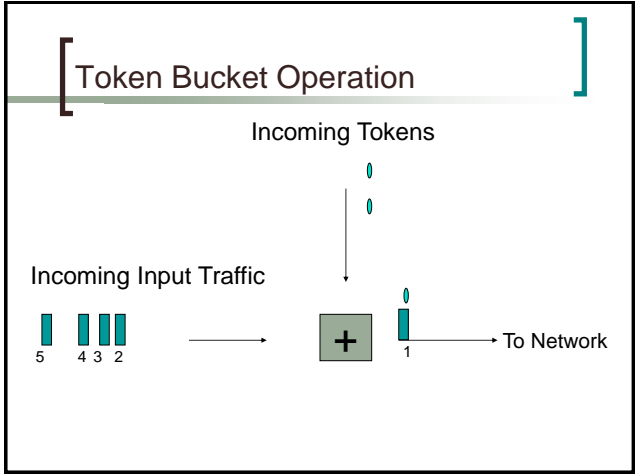 Token Bucket Operation
Incoming Tokens
Incoming Input Traffic
+
To Network
5 4 3 2 1